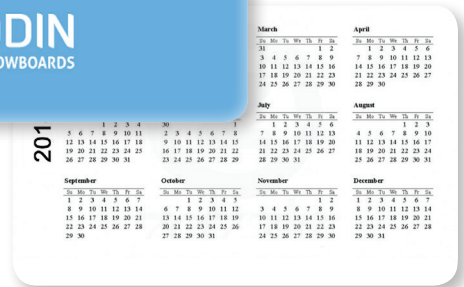 DIN
OWBOARDS
March
Su Mo Tu We Th Fr Sa
31 1 2
3 4 5 6 7 8 9
10 11 12 13 14 15 16
17 18 19 20 21 22 23
24 25 26 27 28 29 30
April
Su Mo Tu We Th Fr Sa
1 2 3 4 5 6
7 8 9 10 11 12 13
14 15 16 17 18 19 20
21 22 23 24 25 26 27
28 29 30
201
1 2 3 4
5 6 7 8 9 10 11
12 13 14 15 16 17 18
19 20 21 22 23 24 25
26 27 28 29 30 31
30 1
2 3 4 5 6 7 8
9 10 11 12 13 14 15
16 17 18 19 20 21 22
23 24 25 26 27 28 29
July
Su Mo Tu We Th Fr Sa
1 2 3 4 5 6
7 8 9 10 11 12 13
14 15 16 17 18 19 20
21 22 23 24 25 26 27
28 29 30 31
August
Su Mo Tu We Th Fr Sa
1 2 3
4 5 6 7 8 9 10
11 12 13 14 15 16 17
18 19 20 21 22 23 24
25 26 27 28 29 30 31
September
Su Mo Tu We Th Fr Sa
1 2 3 4 5 6 7
8 9 10 11 12 13 14
15 16 17 18 19 20 21
22 23 24 25 26 27 28
29 30
October
Su Mo Tu We Th Fr Sa
1 2 3 4 5
6 7 8 9 10 11 12
13 14 15 16 17 18 19
20 21 22 23 24 25 26
27 28 29 30 31
November
Su Mo Tu We Th Fr Sa
1 2
3 4 5 6 7 8 9
10 11 12 13 14 15 16
17 18 19 20 21 22 23
24 25 26 27 28 29 30
December
Su Mo Tu We Th Fr Sa
1 2 3 4 5 6 7
8 9 10 11 12 13 14
15 16 17 18 19 20 21
22 23 24 25 26 27 28
29 30 31